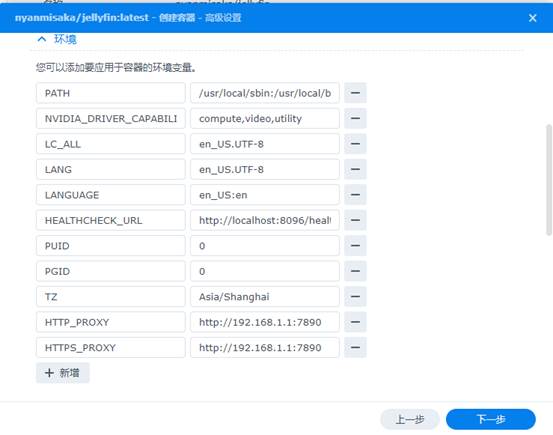 nyanmisaka/jellyfin:latest - 创建容器 - 高级设置
环境
您可以添加要应用于容器的环境变量。
PATH /usr/local/sbin:/usr/local/b
NVIDIA_DRIVER_CAPABILI compute,video,utility
LC_ALL en_US.UTF-8
LANG en_US.UTF-8
LANGUAGE en_US:en
HEALTHCHECK_URL http://localhost:8096/heal
PUID 0
PGID 0
TZ Asia/Shanghai
HTTP_PROXY http://192.168.1.1:7890
HTTPS_PROXY http://192.168.1.1:7890
新增
上一步 下一步